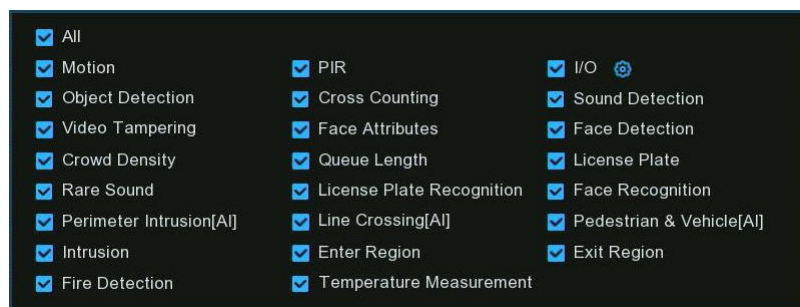 All
Motion PIR I/O
Object Detection Cross Counting Sound Detection
Video Tampering Face Attributes Face Detection
Crowd Density Queue Length License Plate
Rare Sound License Plate Recognition Face Recognition
Perimeter Intrusion[AI] Line Crossing[AI] Pedestrian & Vehicle[AI]
Intrusion Enter Region Exit Region
Fire Detection Temperature Measurement